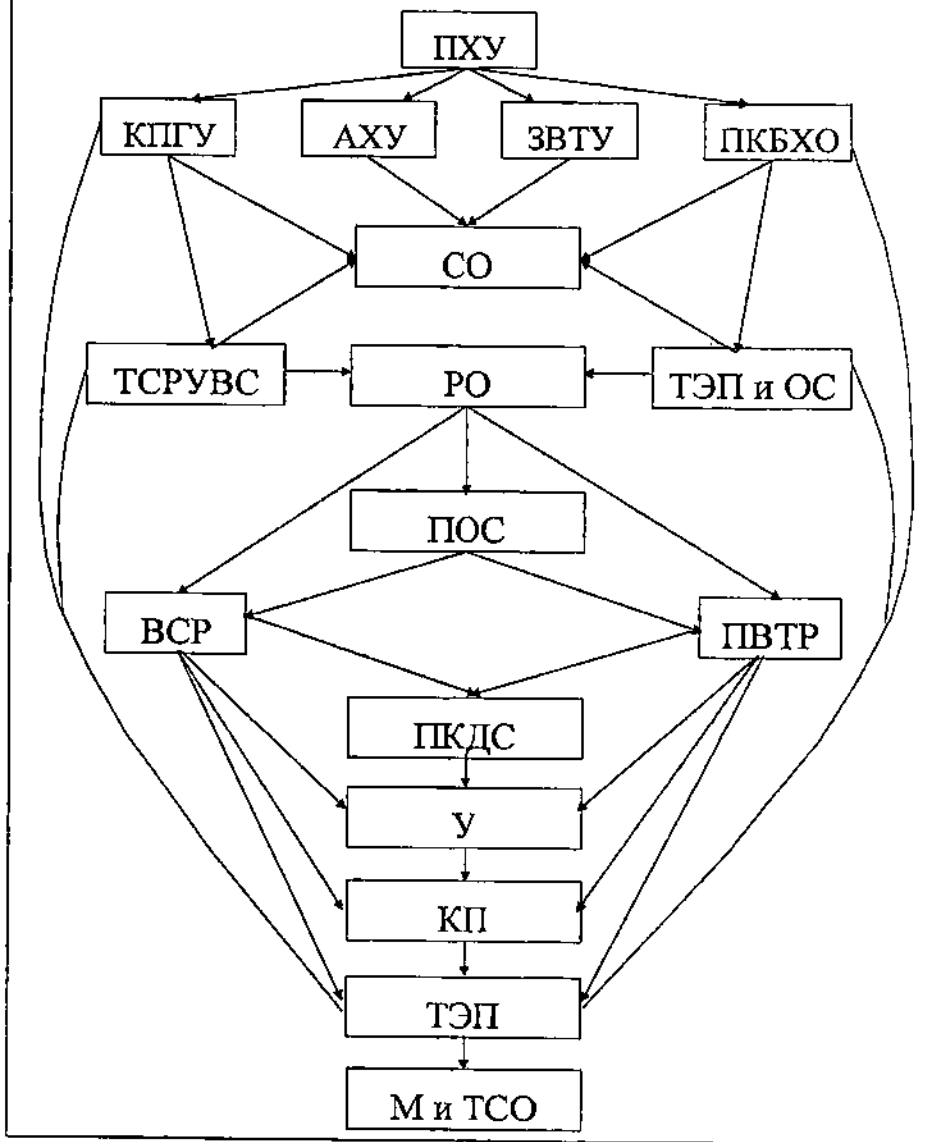 ПХУ
КПГУ
АХУ
ЗВТУ
ПКБХО
СО
ТСРУВС
РО
ТЭП и ОС
ПОС
ВСР
ПВТР
ПКДС
У
КП
ТЭП
М и ТСО